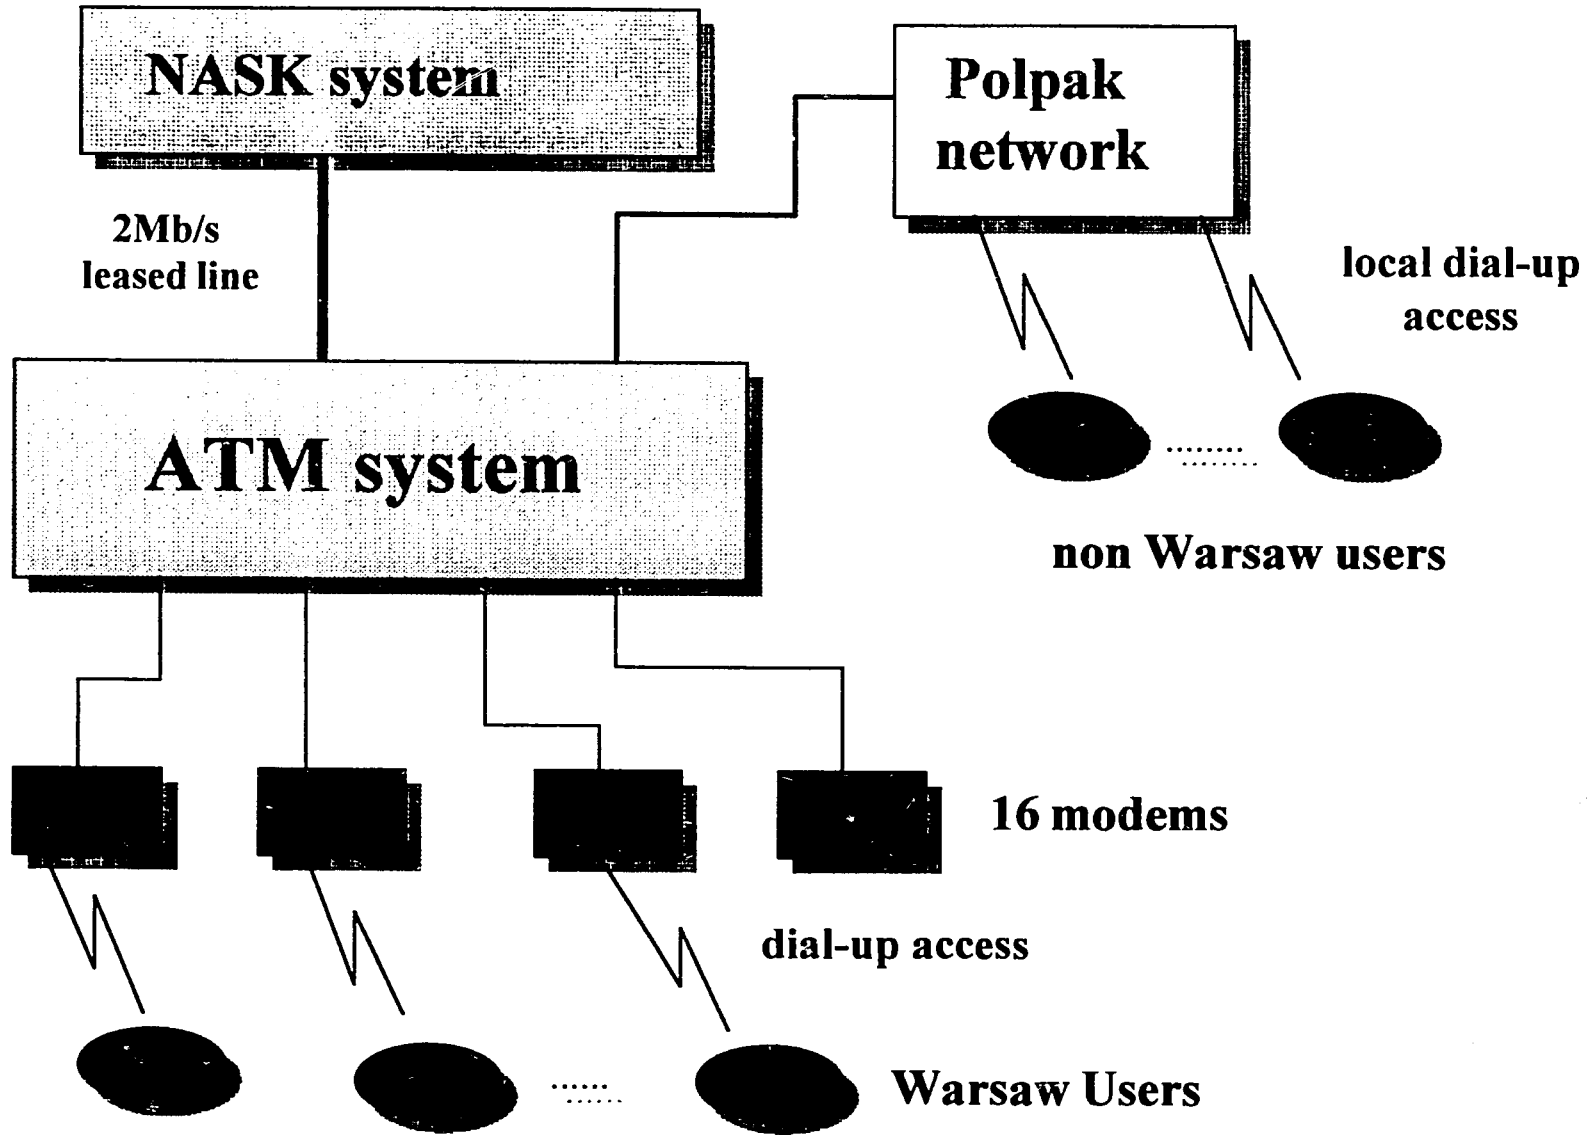 NASK system
Polpak
network
2Mb/s
leased line
local dial-up
access
ATM system
non Warsaw users
16 modems
dial-up access
Warsaw Users